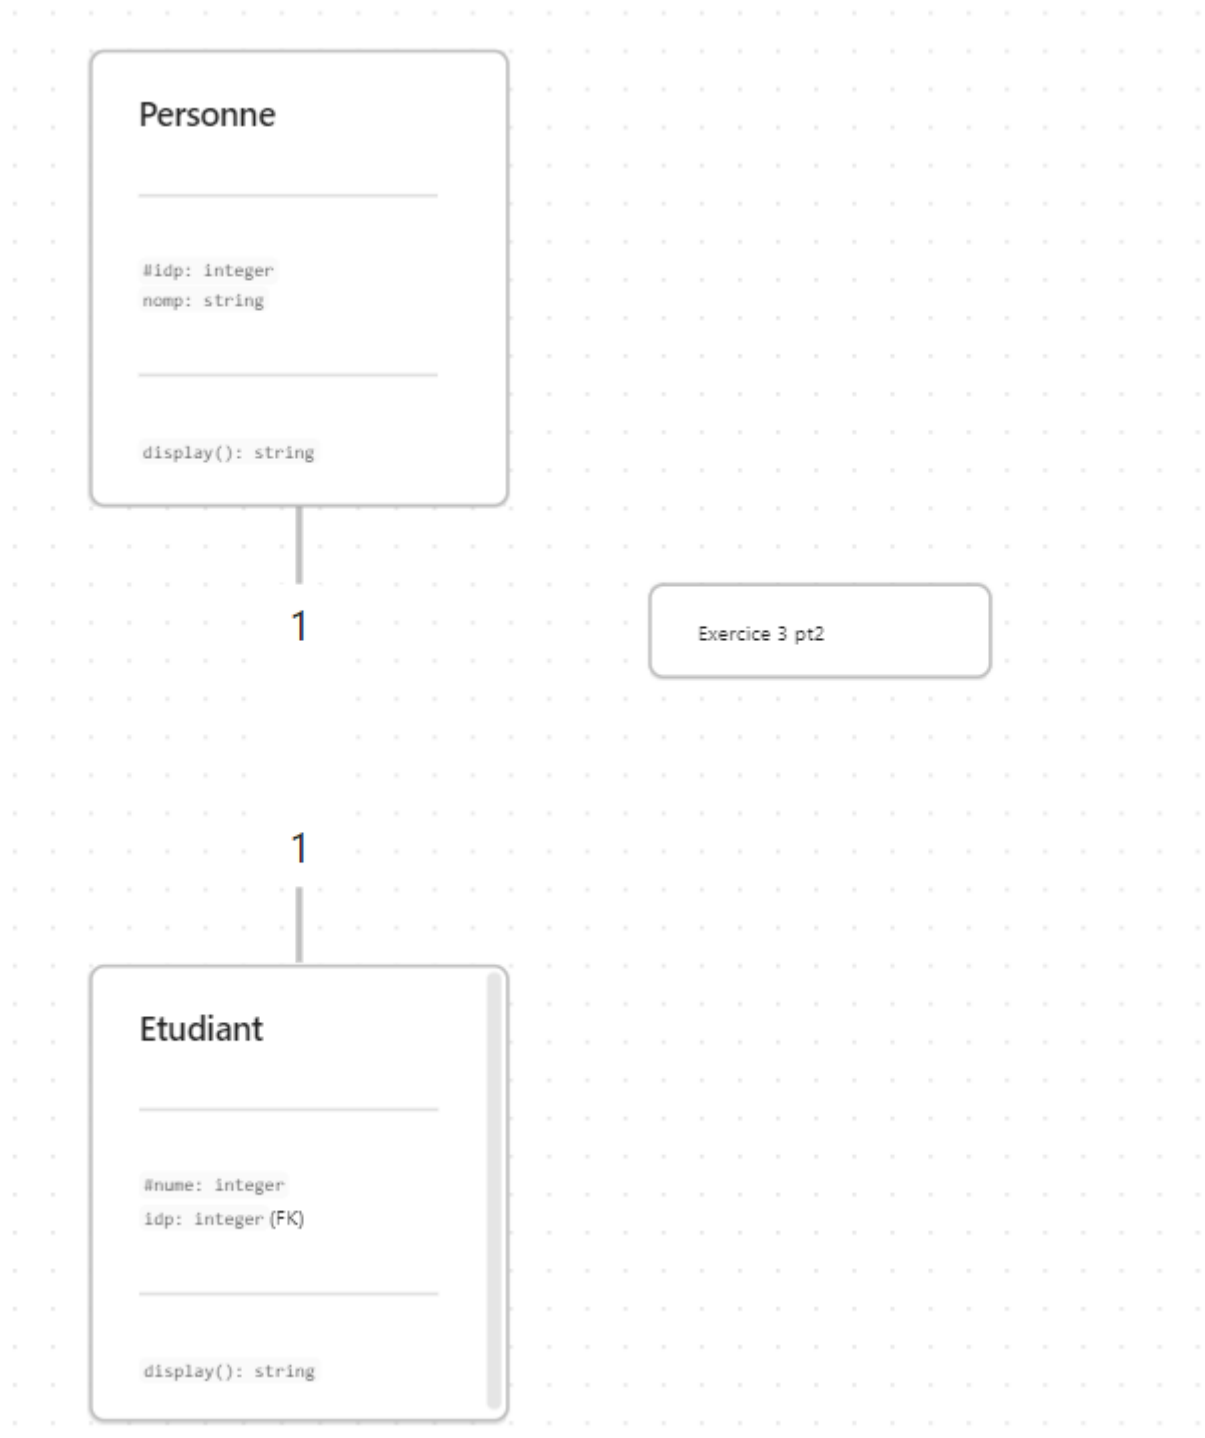 Personne
#idp: integer
nomp: string
display(): string
1
Exercice 3 pt2
1
Etudiant
#nume: integer
idp: integer (FK)
display(): string